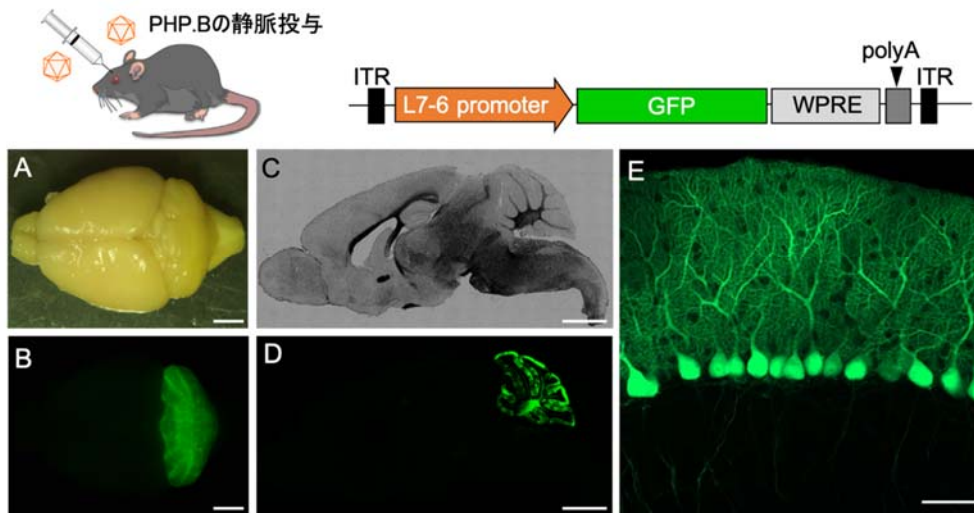 PHP.Bの静脈投与
polyA
ITR
ITR
L7-6 promoter
GFP
WPRE
A
C
E
B
D